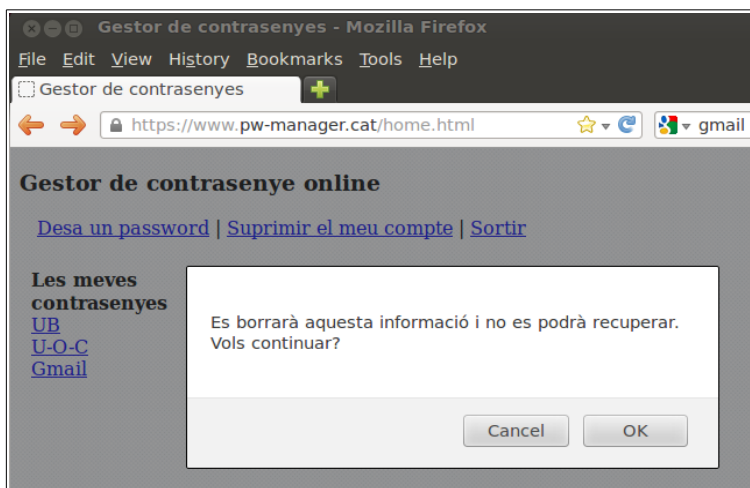 Gestor de contrasenyes - Mozilla Firefox
File Edit View History Bookmarks Tools Help
Gestor de contrasenyes
https://www.pw-manager.cat/home.html gmail
Gestor de contrasenye online
Desa un password | Suprimir el meu compte | Sortir
Les meves
contrasenyes
UB
U-O-C
Gmail
Es borrarà aquesta informació i no es podrà recuperar.
Vols continuar?
Cancel OK